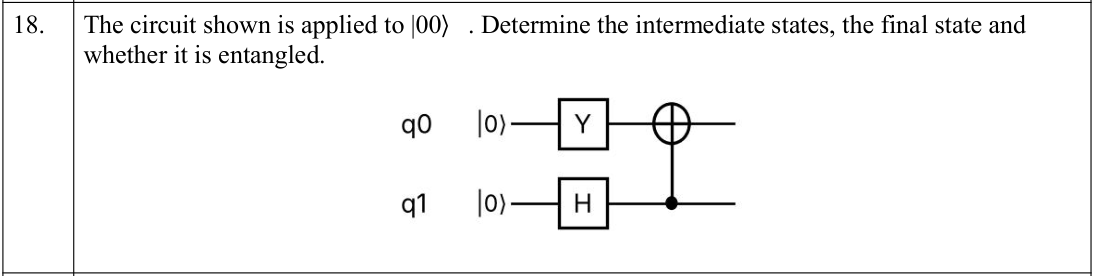 18. The circuit shown is applied to |00⟩ . Determine the intermediate states, the final state and
whether it is entangled.
q0 |0⟩ Y
q1 |0⟩ H